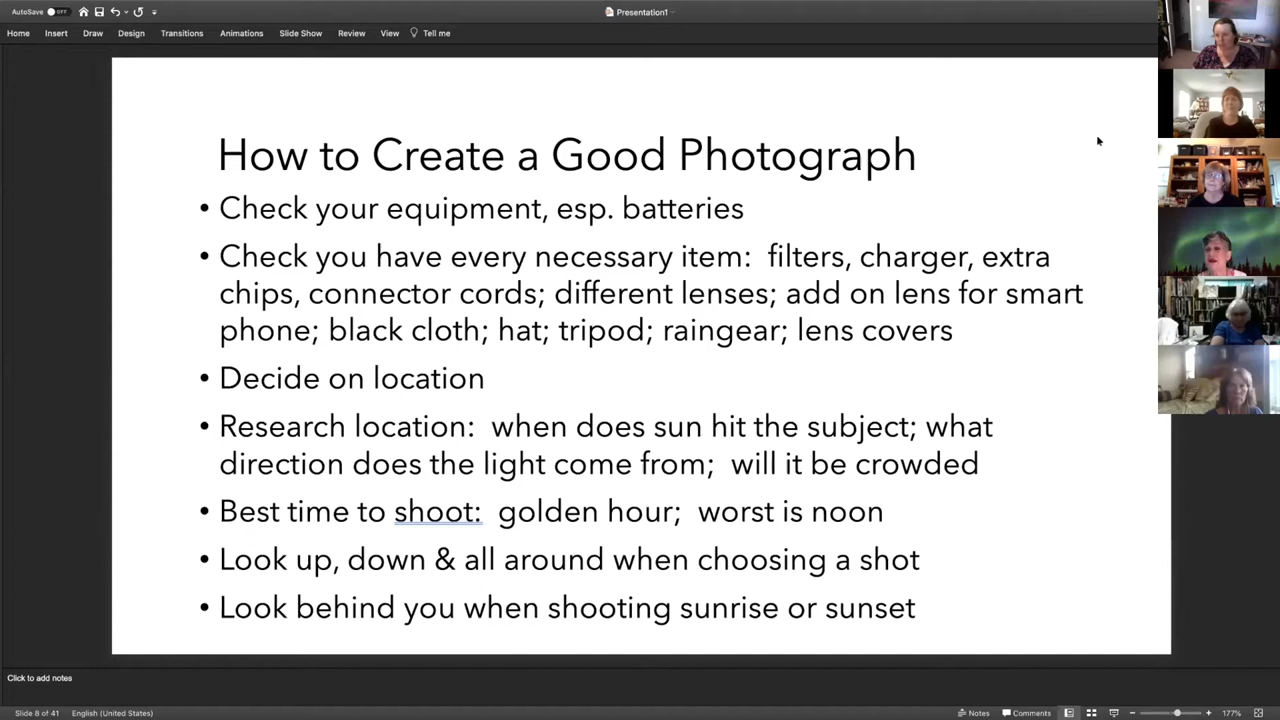 AutoSave OFF Presentation1
Home Insert Draw Design Transitions Animations Slide Show Review View Tell me
How to Create a Good Photograph
• Check your equipment, esp. batteries
• Check you have every necessary item:  filters, charger, extra
chips, connector cords; different lenses; add on lens for smart
phone; black cloth; hat; tripod; raingear; lens covers
• Decide on location
• Research location:  when does sun hit the subject; what
direction does the light come from;  will it be crowded
• Best time to shoot:  golden hour;  worst is noon
• Look up, down & all around when choosing a shot
• Look behind you when shooting sunrise or sunset
Click to add notes
Slide 8 of 41 English (United States) Notes Comments 177%